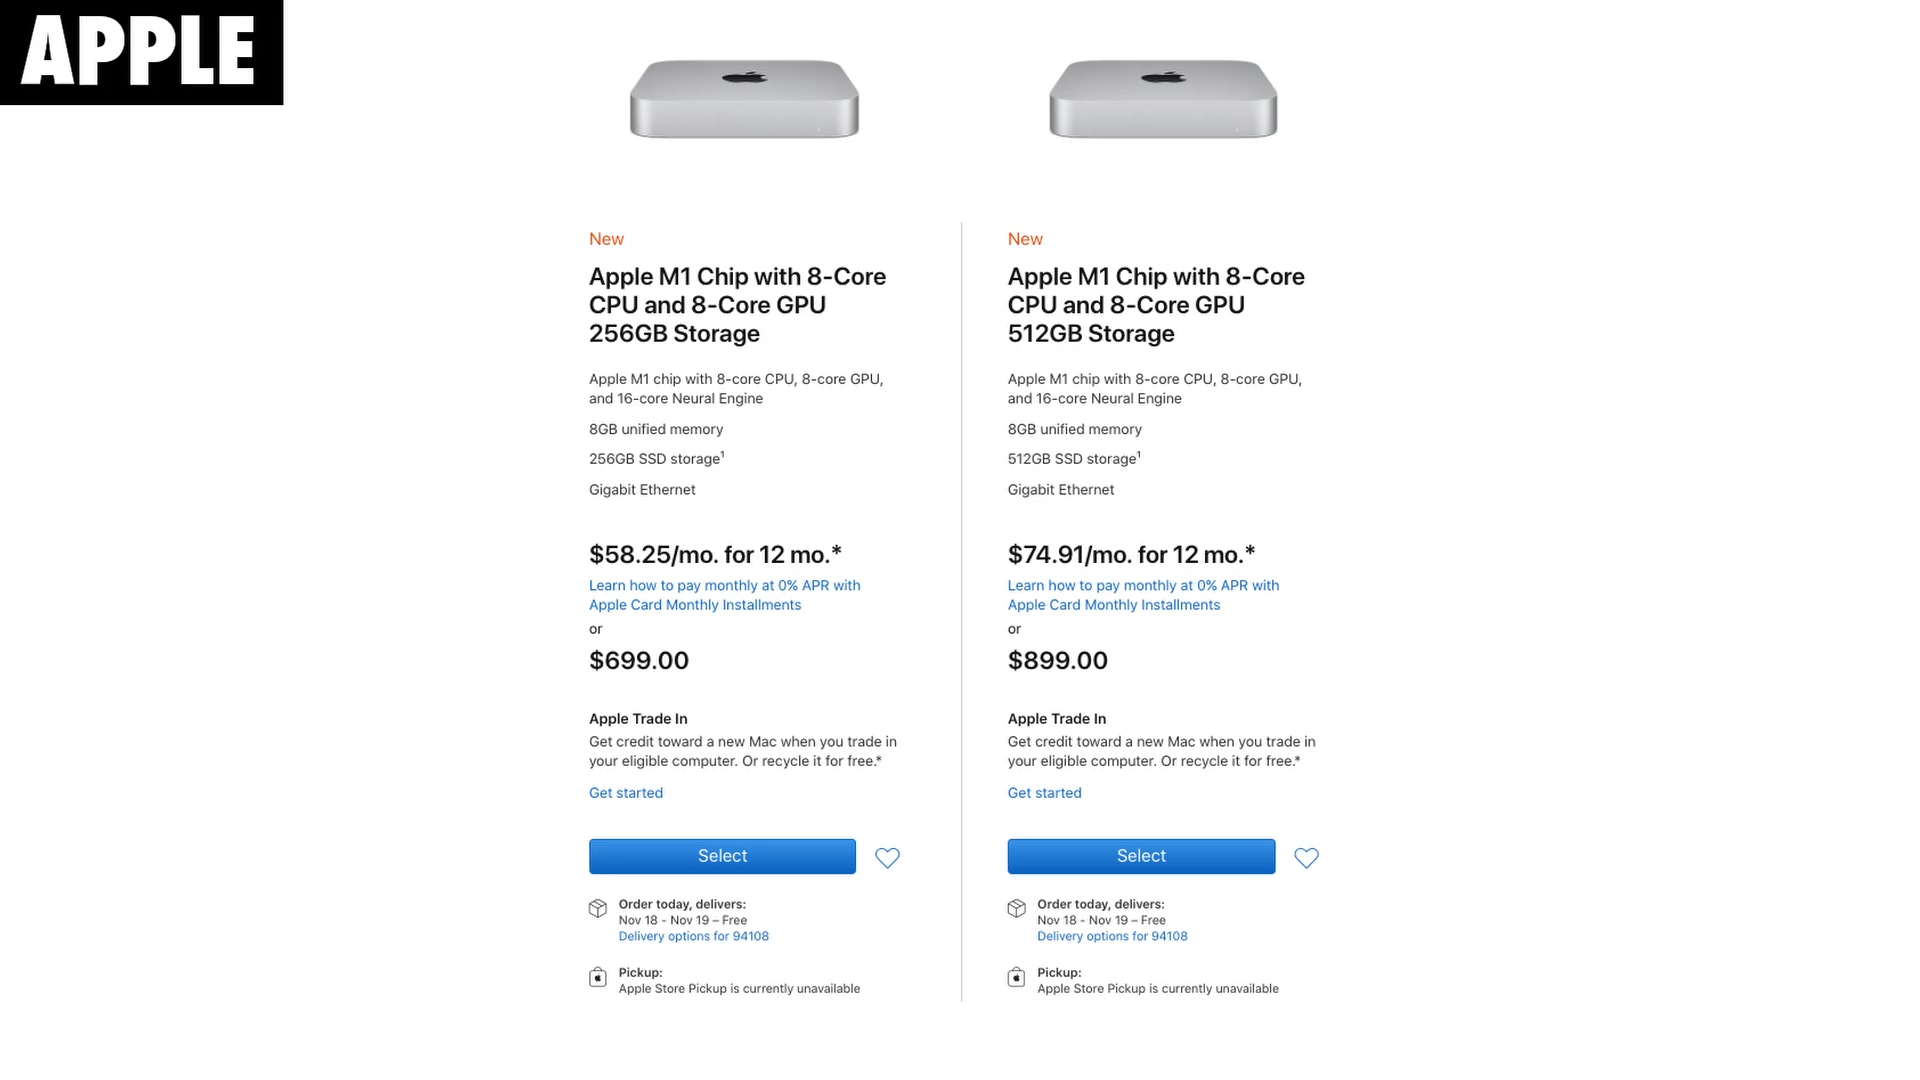 APPLE
New
Apple M1 Chip with 8-Core
CPU and 8-Core GPU
256GB Storage
Apple M1 chip with 8-core CPU, 8-core GPU,
and 16-core Neural Engine
8GB unified memory
256GB SSD storage¹
Gigabit Ethernet
$58.25/mo. for 12 mo.*
Learn how to pay monthly at 0% APR with
Apple Card Monthly Installments
or
$699.00
Apple Trade In
Get credit toward a new Mac when you trade in
your eligible computer. Or recycle it for free.*
Get started
Select
Order today, delivers:
Nov 18 - Nov 19 – Free
Delivery options for 94108
Pickup:
Apple Store Pickup is currently unavailable
New
Apple M1 Chip with 8-Core
CPU and 8-Core GPU
512GB Storage
Apple M1 chip with 8-core CPU, 8-core GPU,
and 16-core Neural Engine
8GB unified memory
512GB SSD storage¹
Gigabit Ethernet
$74.91/mo. for 12 mo.*
Learn how to pay monthly at 0% APR with
Apple Card Monthly Installments
or
$899.00
Apple Trade In
Get credit toward a new Mac when you trade in
your eligible computer. Or recycle it for free.*
Get started
Select
Order today, delivers:
Nov 18 - Nov 19 – Free
Delivery options for 94108
Pickup:
Apple Store Pickup is currently unavailable